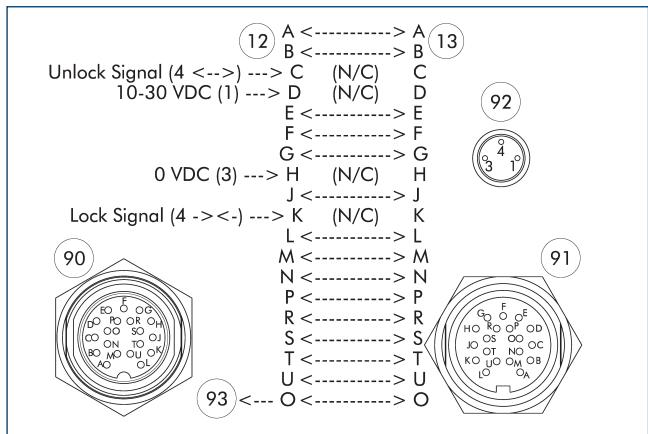 A <-----------> A
12 B <-----------> B 13
Unlock Signal (4 <-->) ---> C (N/C) C
10-30 VDC (1) ---> D (N/C) D
E <-----------> E
F <-----------> F
G <-----------> G
0 VDC (3) ---> H (N/C) H
J <-----------> J
Lock Signal (4 -><-) ---> K (N/C) K
L <-----------> L
M <-----------> M
N <-----------> N
P <-----------> P
R <-----------> R
S <-----------> S
T <-----------> T
U <-----------> U
93 <--- O <-----------> O
92
4
3 1
90
F
E G
D P R H
C O S J
N T
B M U K
A L
91
F
G E
H R P D
J S O C
T N
K U M B
L A